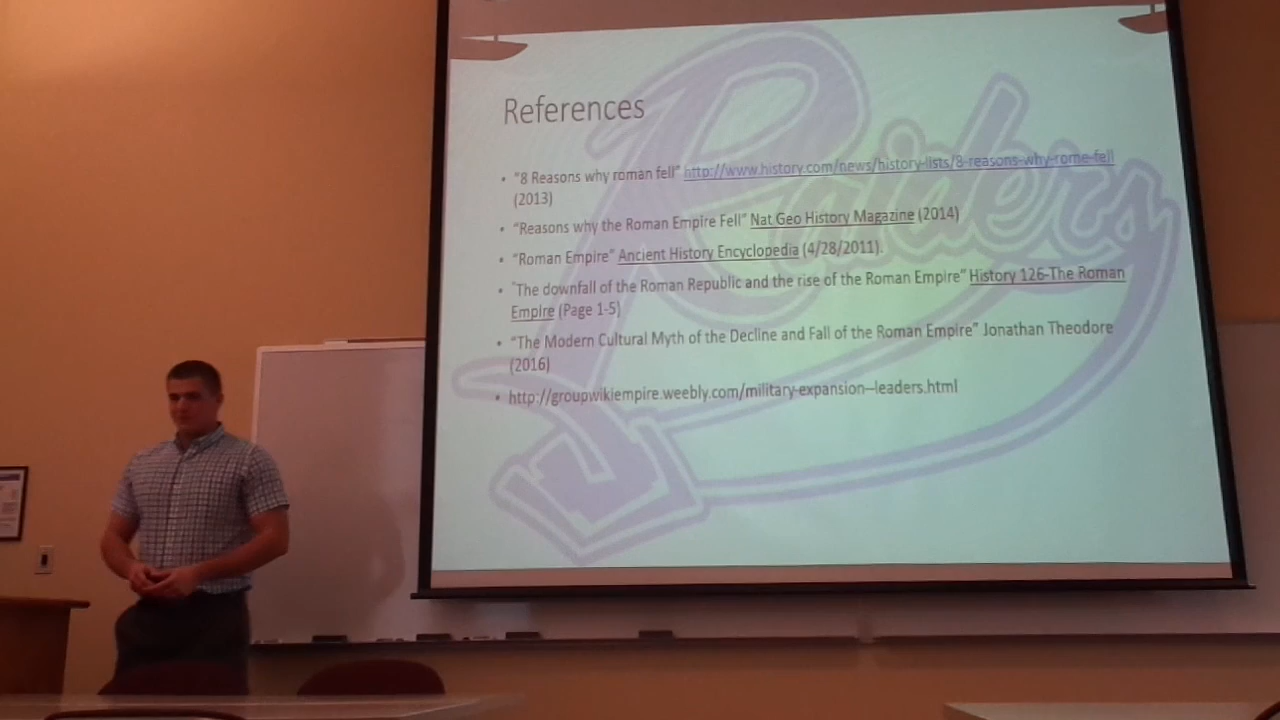 References
• "8 Reasons why roman fell" http://www.history.com/news/history-lists/8-reasons-why-rome-fell
(2013)
• "Reasons why the Roman Empire Fell" Nat Geo History Magazine (2014)
• "Roman Empire" Ancient History Encyclopedia (4/28/2011).
• "The downfall of the Roman Republic and the rise of the Roman Empire" History 126-The Roman
Empire (Page 1-5)
• "The Modern Cultural Myth of the Decline and Fall of the Roman Empire" Jonathan Theodore
(2016)
• http://groupwikiempire.weebly.com/military-expansion--leaders.html
Raiders